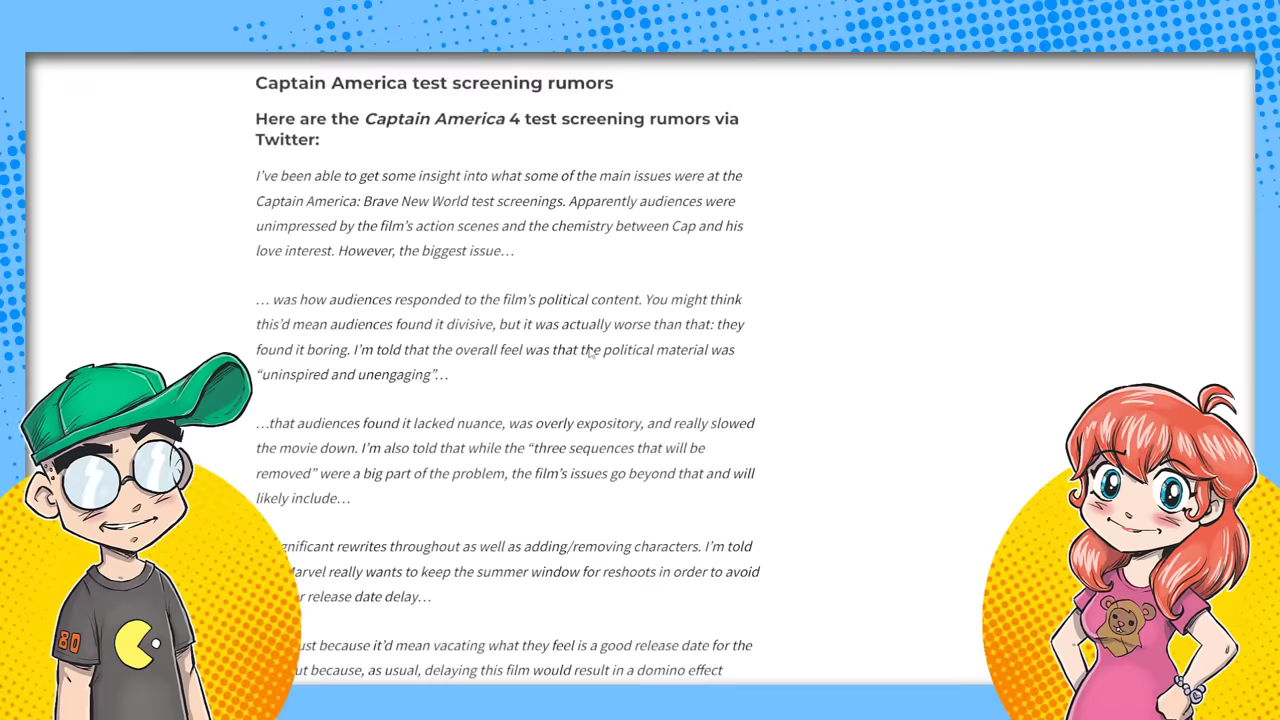 Captain America test screening rumors
Here are the Captain America 4 test screening rumors via
Twitter:
I've been able to get some insight into what some of the main issues were at the
Captain America: Brave New World test screenings. Apparently audiences were
unimpressed by the film's action scenes and the chemistry between Cap and his
love interest. However, the biggest issue…
… was how audiences responded to the film's political content. You might think
this'd mean audiences found it divisive, but it was actually worse than that: they
found it boring. I'm told that the overall feel was that the political material was
“uninspired and unengaging”…
…that audiences found it lacked nuance, was overly expository, and really slowed
the movie down. I'm also told that while the “three sequences that will be
removed” were a big part of the problem, the film's issues go beyond that and will
likely include…
rewrites throughout as well as adding/removing characters. I'm told
really wants to keep the summer window for reshoots in order to avoid
release date delay…
because it'd mean vacating what they feel is a good release date for the
because, as usual, delaying this film would result in a domino effect
80